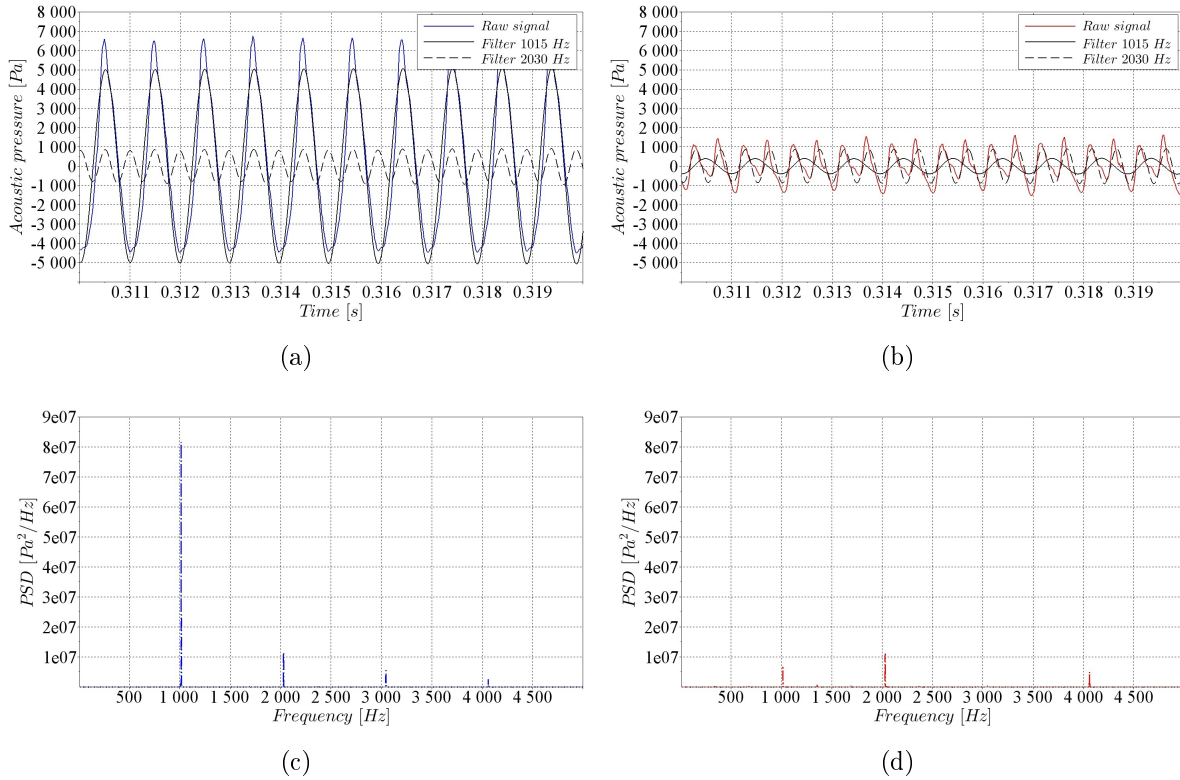 8 000
7 000
6 000
5 000
4 000
3 000
2 000
1 000
0
-1 000
-2 000
-3 000
-4 000
-5 000
Acoustic pressure [Pa]
Raw signal
Filter 1015 Hz
Filter 2030 Hz
0.311 0.312 0.313 0.314 0.315 0.316 0.317 0.318 0.319
Time [s]
(a)
8 000
7 000
6 000
5 000
4 000
3 000
2 000
1 000
0
-1 000
-2 000
-3 000
-4 000
-5 000
Acoustic pressure [Pa]
Raw signal
Filter 1015 Hz
Filter 2030 Hz
0.311 0.312 0.313 0.314 0.315 0.316 0.317 0.318 0.319
Time [s]
(b)
9e07
8e07
7e07
6e07
5e07
4e07
3e07
2e07
1e07
PSD [Pa²/Hz]
500 1 000 1 500 2 000 2 500 3 000 3 500 4 000 4 500
Frequency [Hz]
(c)
9e07
8e07
7e07
6e07
5e07
4e07
3e07
2e07
1e07
PSD [Pa²/Hz]
500 1 000 1 500 2 000 2 500 3 000 3 500 4 000 4 500
Frequency [Hz]
(d)